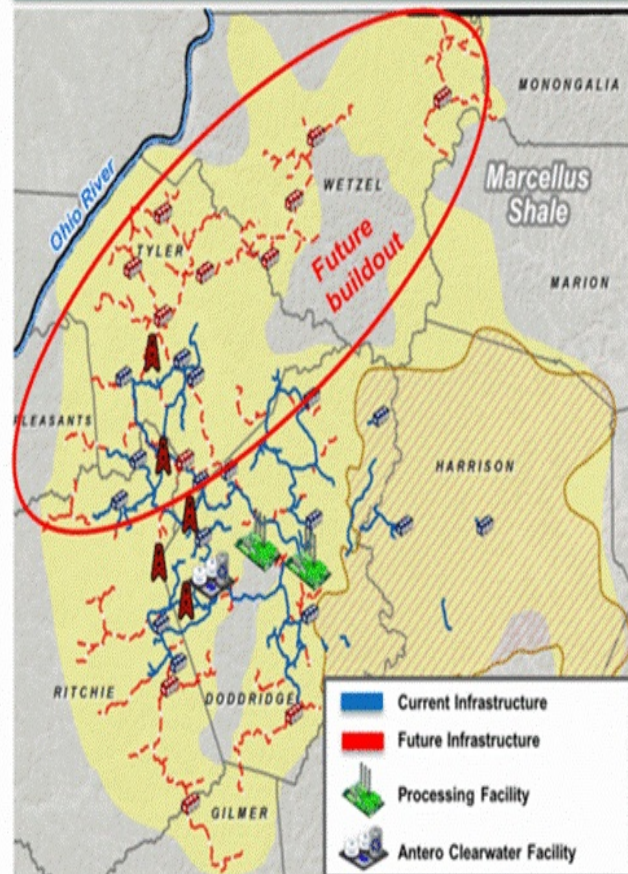 MONONGALIA
Marcellus
Shale
WETZEL
Ohio River
TYLER
Future
buildout
MARION
PLEASANTS
HARRISON
RITCHIE
DODDRIDGE
GILMER
Current Infrastructure
Future Infrastructure
Processing Facility
Antero Clearwater Facility